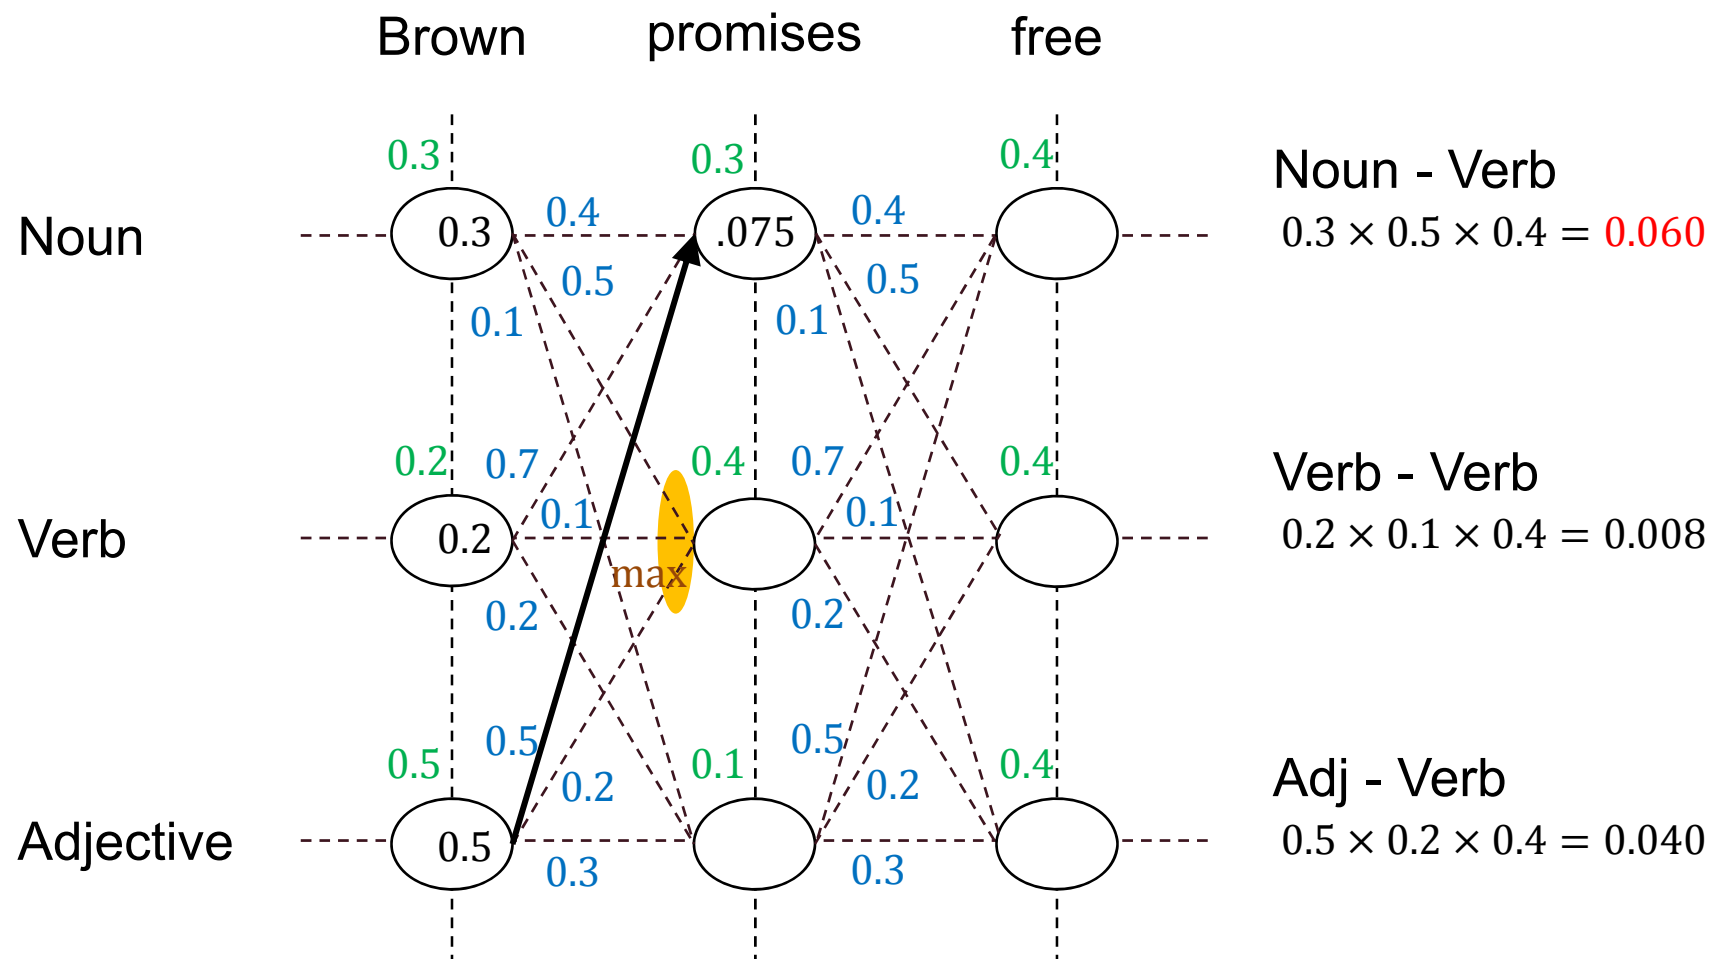 Brown promises free
0.3 0.3 0.4 Noun - Verb
Noun 0.3 0.4 .075 0.4 0.3 × 0.5 × 0.4 = 0.060
0.5 0.5
0.1 0.1
0.2 0.7 0.4 0.7 0.4 Verb - Verb
Verb 0.2 0.1 0.1 0.2 × 0.1 × 0.4 = 0.008
max
0.2 0.2
0.5 0.5
0.5 0.2 0.1 0.2 0.4 Adj - Verb
Adjective 0.5 0.3 0.3 0.5 × 0.2 × 0.4 = 0.040